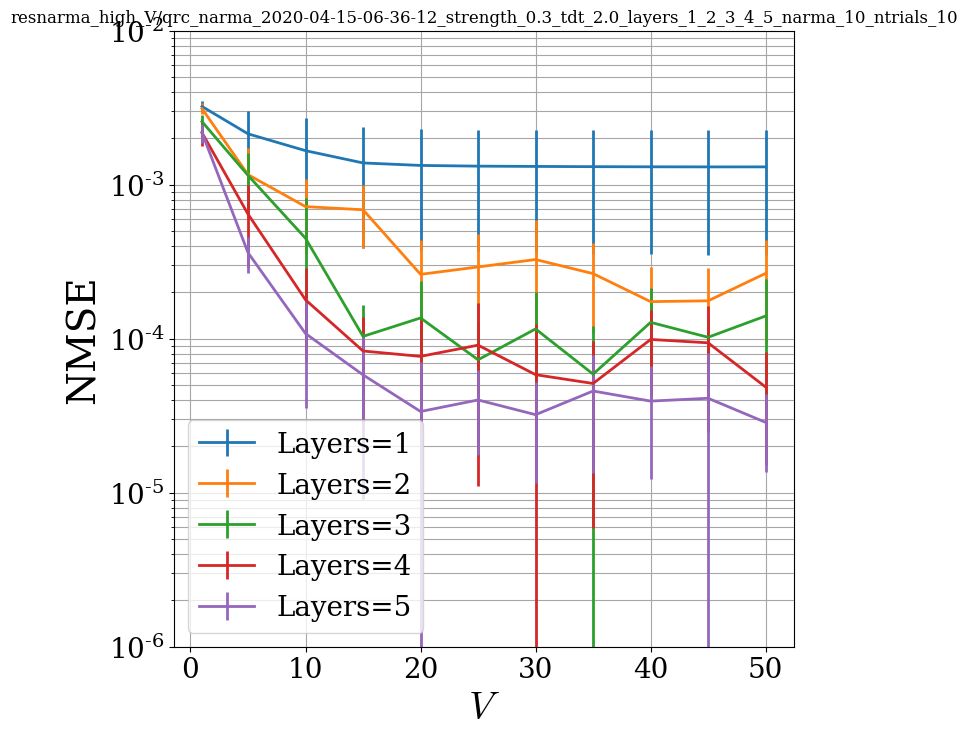 resnarma_high_V/qrc_narma_2020-04-15-06-36-12_strength_0.3_tdt_2.0_layers_1_2_3_4_5_narma_10_ntrials_10
10^-2
10^-3
10^-4
10^-5
10^-6
NMSE
Layers=1
Layers=2
Layers=3
Layers=4
Layers=5
0 10 20 30 40 50
V